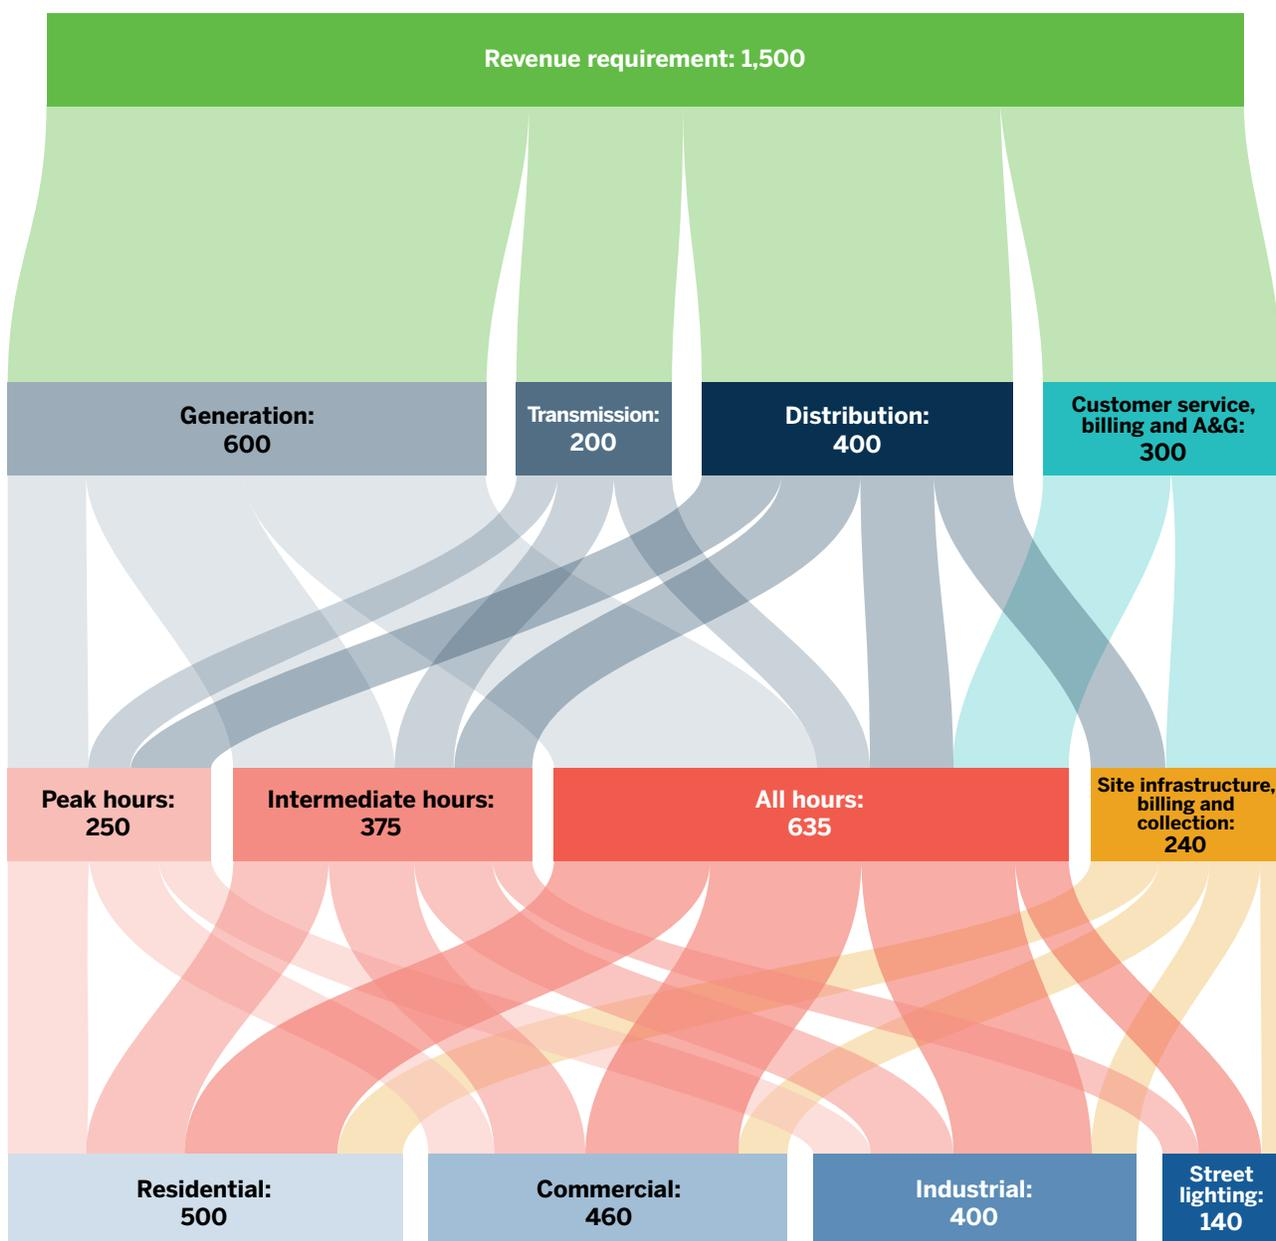 Revenue requirement: 1,500
Generation:
600
Transmission:
200
Distribution:
400
Customer service,
billing and A&G:
300
Peak hours:
250
Intermediate hours:
375
All hours:
635
Site infrastructure,
billing and
collection:
240
Residential:
500
Commercial:
460
Industrial:
400
Street
lighting:
140